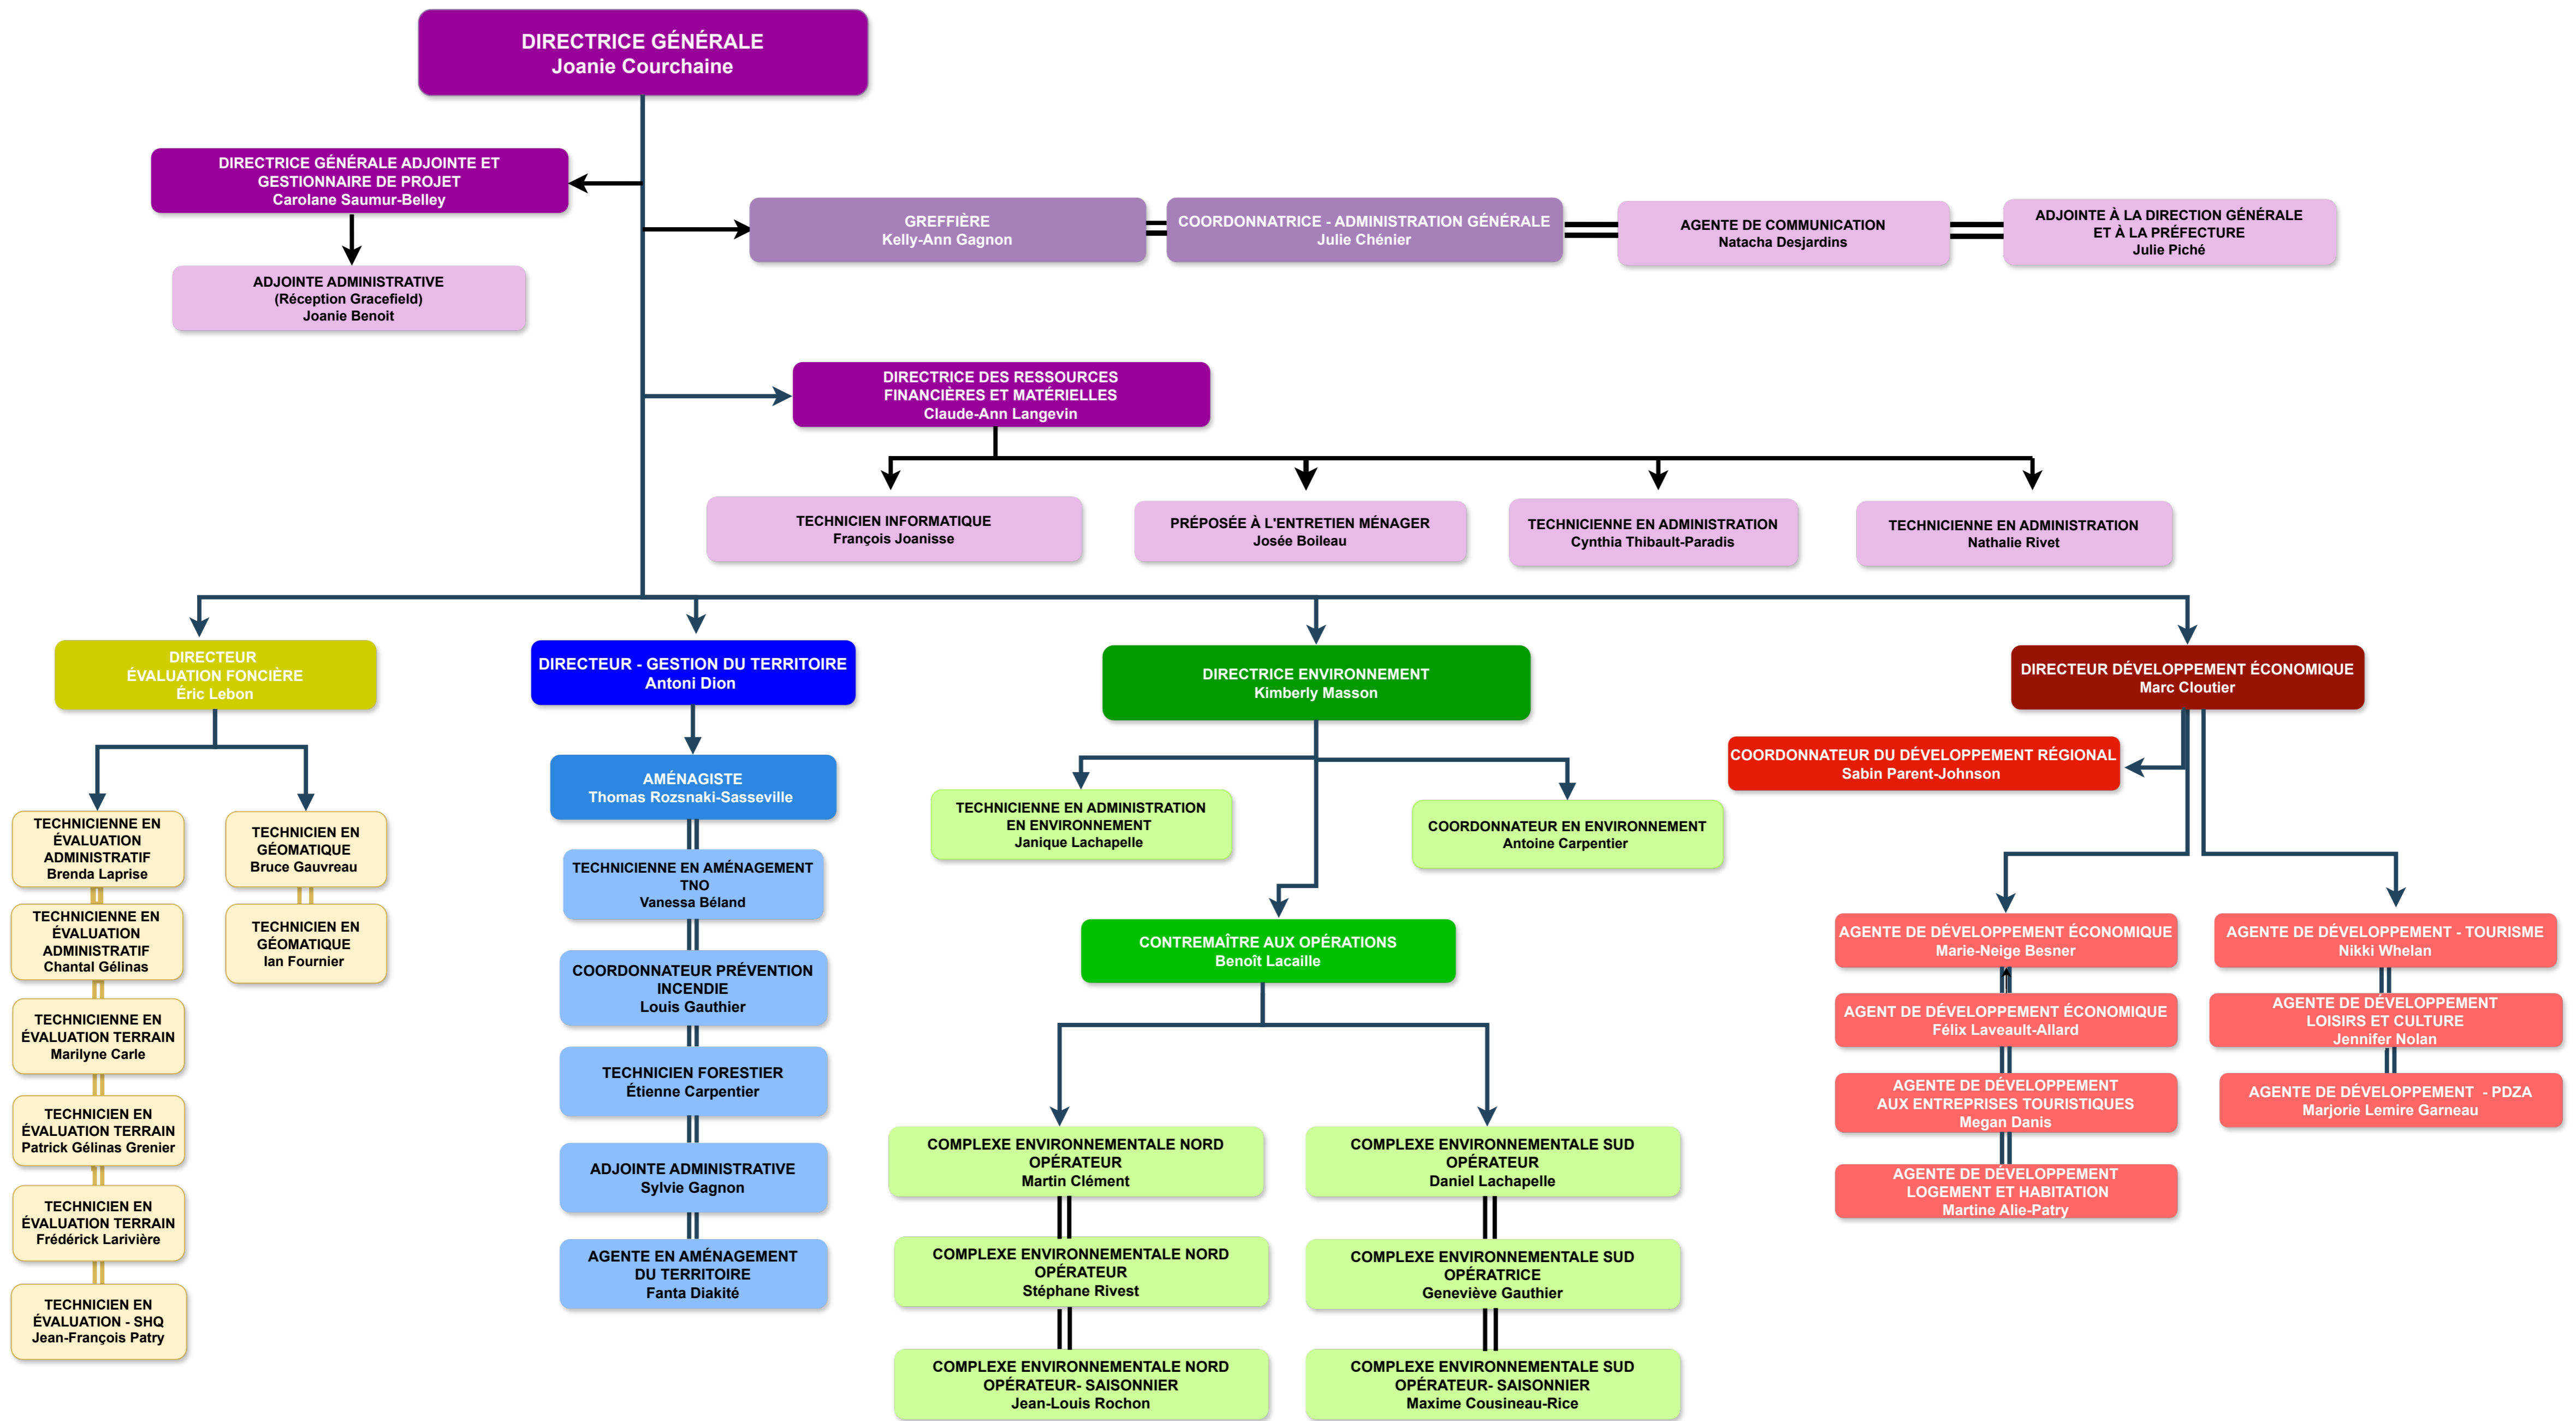 DIRECTRICE GÉNÉRALE
Joanie Courchaine
DIRECTRICE GÉNÉRALE ADJOINTE ET
GESTIONNAIRE DE PROJET
Carolane Saumur-Belley
ADJOINTE ADMINISTRATIVE
(Réception Gracefield)
Joanie Benoit
GREFFIÈRE
Kelly-Ann Gagnon
COORDONNATRICE - ADMINISTRATION GÉNÉRALE
Julie Chénier
AGENTE DE COMMUNICATION
Natacha Desjardins
ADJOINTE À LA DIRECTION GÉNÉRALE
ET À LA PRÉFECTURE
Julie Piché
DIRECTRICE DES RESSOURCES
FINANCIÈRES ET MATÉRIELLES
Claude-Ann Langevin
TECHNICIEN INFORMATIQUE
François Joanisse
PRÉPOSÉE À L'ENTRETIEN MÉNAGER
Josée Boileau
TECHNICIENNE EN ADMINISTRATION
Cynthia Thibault-Paradis
TECHNICIENNE EN ADMINISTRATION
Nathalie Rivet
DIRECTEUR
ÉVALUATION FONCIÈRE
Éric Lebon
TECHNICIENNE EN
ÉVALUATION
ADMINISTRATIF
Brenda Laprise
TECHNICIENNE EN
ÉVALUATION
ADMINISTRATIF
Chantal Gélinas
TECHNICIENNE EN
ÉVALUATION TERRAIN
Marilyne Carle
TECHNICIEN EN
ÉVALUATION TERRAIN
Patrick Gélinas Grenier
TECHNICIEN EN
ÉVALUATION TERRAIN
Frédérick Larivière
TECHNICIEN EN
ÉVALUATION - SHQ
Jean-François Patry
TECHNICIEN EN
GÉOMATIQUE
Bruce Gauvreau
TECHNICIEN EN
GÉOMATIQUE
Ian Fournier
DIRECTEUR - GESTION DU TERRITOIRE
Antoni Dion
AMÉNAGISTE
Thomas Rozsnaki-Sasseville
TECHNICIENNE EN AMÉNAGEMENT
TNO
Vanessa Béland
COORDONNATEUR PRÉVENTION
INCENDIE
Louis Gauthier
TECHNICIEN FORESTIER
Étienne Carpentier
ADJOINTE ADMINISTRATIVE
Sylvie Gagnon
AGENTE EN AMÉNAGEMENT
DU TERRITOIRE
Fanta Diakité
DIRECTRICE ENVIRONNEMENT
Kimberly Masson
TECHNICIENNE EN ADMINISTRATION
EN ENVIRONNEMENT
Janique Lachapelle
COORDONNATEUR EN ENVIRONNEMENT
Antoine Carpentier
CONTREMAÎTRE AUX OPÉRATIONS
Benoît Lacaille
COMPLEXE ENVIRONNEMENTALE NORD
OPÉRATEUR
Martin Clément
COMPLEXE ENVIRONNEMENTALE NORD
OPÉRATEUR
Stéphane Rivest
COMPLEXE ENVIRONNEMENTALE NORD
OPÉRATEUR- SAISONNIER
Jean-Louis Rochon
COMPLEXE ENVIRONNEMENTALE SUD
OPÉRATEUR
Daniel Lachapelle
COMPLEXE ENVIRONNEMENTALE SUD
OPÉRATRICE
Geneviève Gauthier
COMPLEXE ENVIRONNEMENTALE SUD
OPÉRATEUR- SAISONNIER
Maxime Cousineau-Rice
DIRECTEUR DÉVELOPPEMENT ÉCONOMIQUE
Marc Cloutier
COORDONNATEUR DU DÉVELOPPEMENT RÉGIONAL
Sabin Parent-Johnson
AGENTE DE DÉVELOPPEMENT ÉCONOMIQUE
Marie-Neige Besner
AGENT DE DÉVELOPPEMENT ÉCONOMIQUE
Félix Laveault-Allard
AGENTE DE DÉVELOPPEMENT
AUX ENTREPRISES TOURISTIQUES
Megan Danis
AGENTE DE DÉVELOPPEMENT
LOGEMENT ET HABITATION
Martine Alie-Patry
AGENTE DE DÉVELOPPEMENT - TOURISME
Nikki Whelan
AGENTE DE DÉVELOPPEMENT
LOISIRS ET CULTURE
Jennifer Nolan
AGENTE DE DÉVELOPPEMENT - PDZA
Marjorie Lemire Garneau